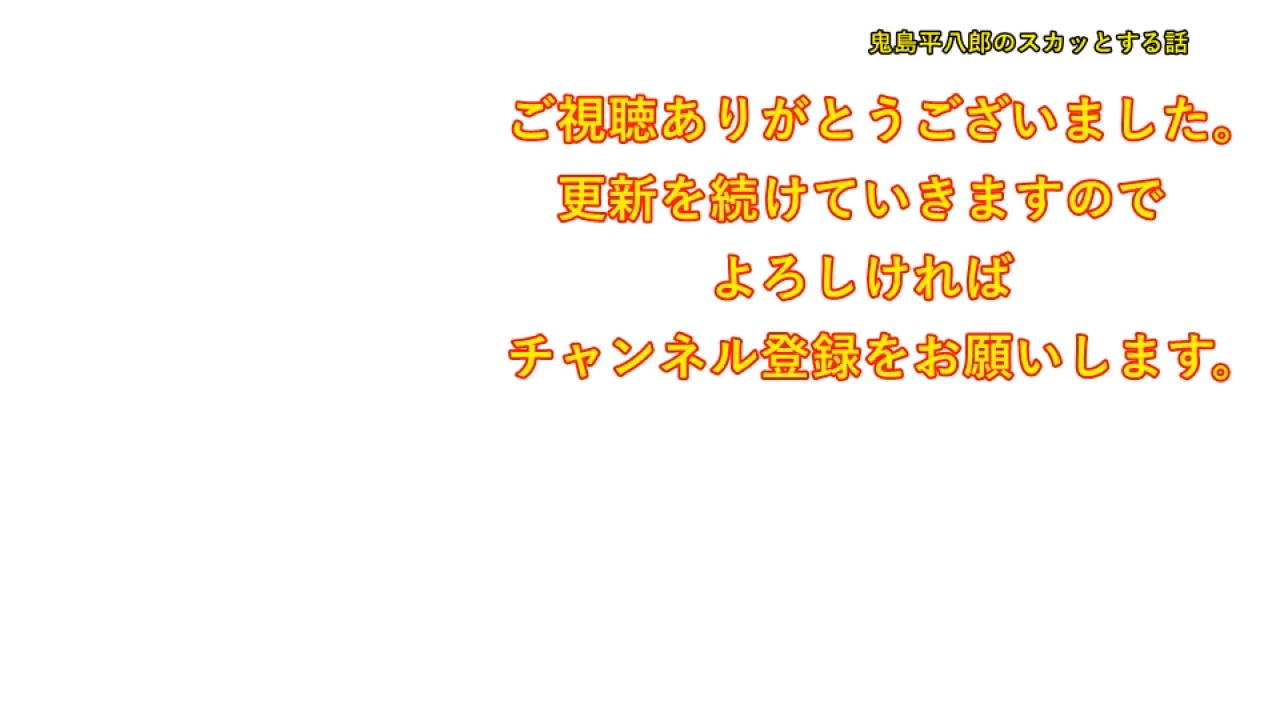 鬼島平八郎のスカッとする話
ご視聴ありがとうございました。
更新を続けていきますので
よろしければ
チャンネル登録をお願いします。